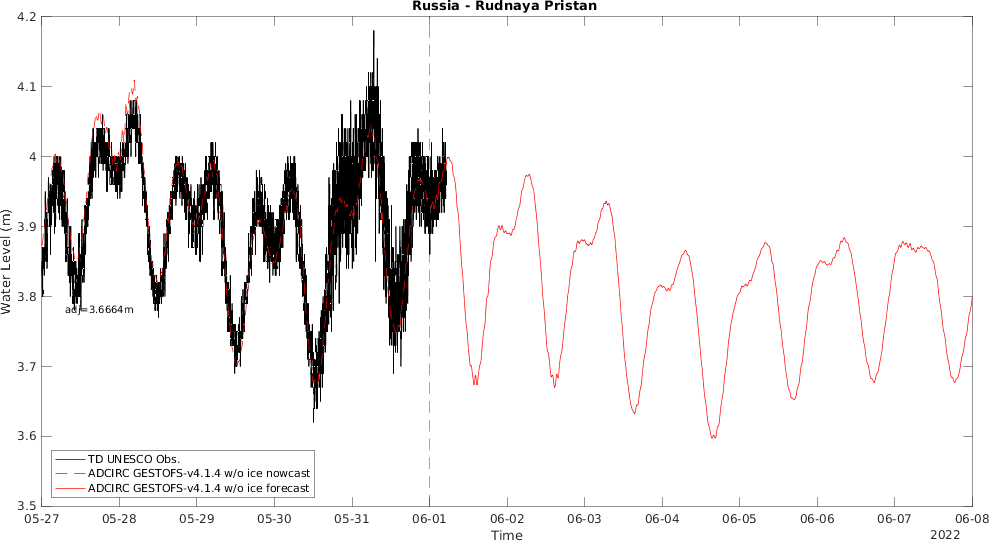 Russia - Rudnaya Pristan
4.2
4.1
4
3.9
3.8
3.7
3.6
3.5
Water Level (m)
adj=3.6664m
TD UNESCO Obs.
ADCIRC GESTOFS-v4.1.4 w/o ice nowcast
ADCIRC GESTOFS-v4.1.4 w/o ice forecast
05-27 05-28 05-29 05-30 05-31 06-01 06-02 06-03 06-04 06-05 06-06 06-07 06-08
Time
2022